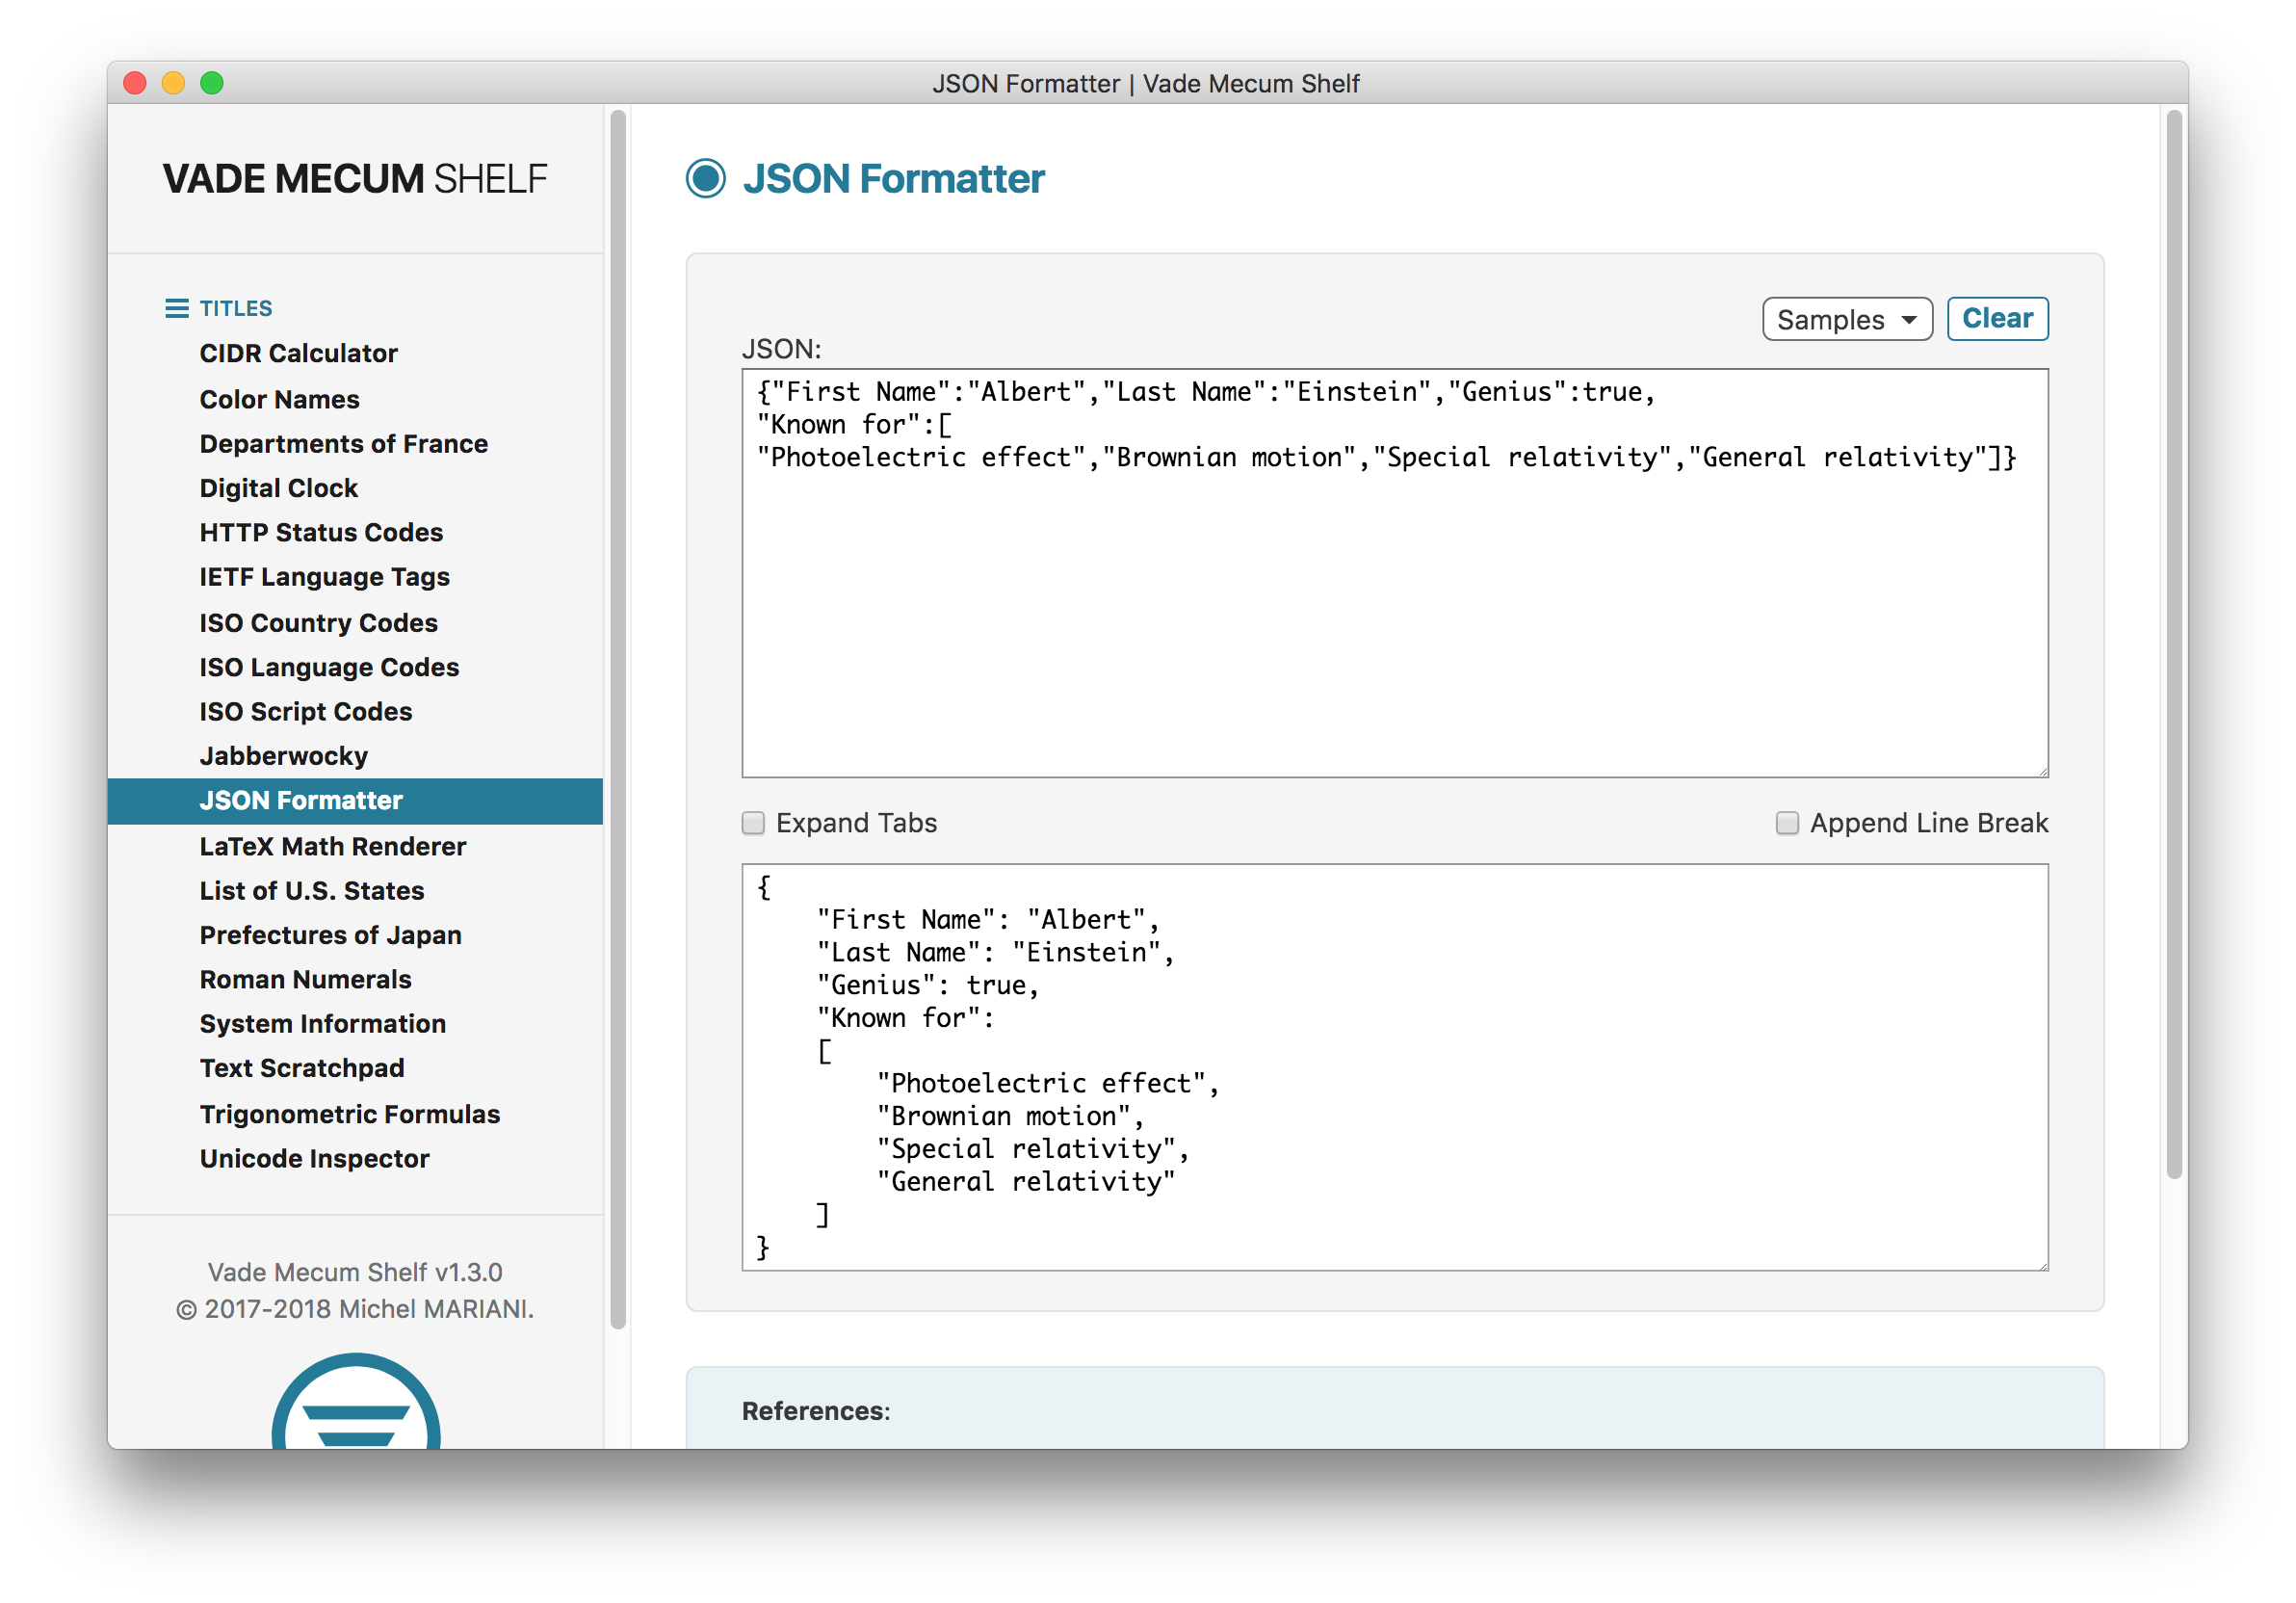 JSON Formatter | Vade Mecum Shelf
VADE MECUM SHELF
TITLES
CIDR Calculator
Color Names
Departments of France
Digital Clock
HTTP Status Codes
IETF Language Tags
ISO Country Codes
ISO Language Codes
ISO Script Codes
Jabberwocky
JSON Formatter
LaTeX Math Renderer
List of U.S. States
Prefectures of Japan
Roman Numerals
System Information
Text Scratchpad
Trigonometric Formulas
Unicode Inspector
Vade Mecum Shelf v1.3.0
© 2017-2018 Michel MARIANI.
JSON Formatter
Samples Clear
JSON:
{"First Name":"Albert","Last Name":"Einstein","Genius":true,
"Known for":[
"Photoelectric effect","Brownian motion","Special relativity","General relativity"]}
Expand Tabs Append Line Break
{
    "First Name": "Albert",
    "Last Name": "Einstein",
    "Genius": true,
    "Known for":
    [
        "Photoelectric effect",
        "Brownian motion",
        "Special relativity",
        "General relativity"
    ]
}
References: